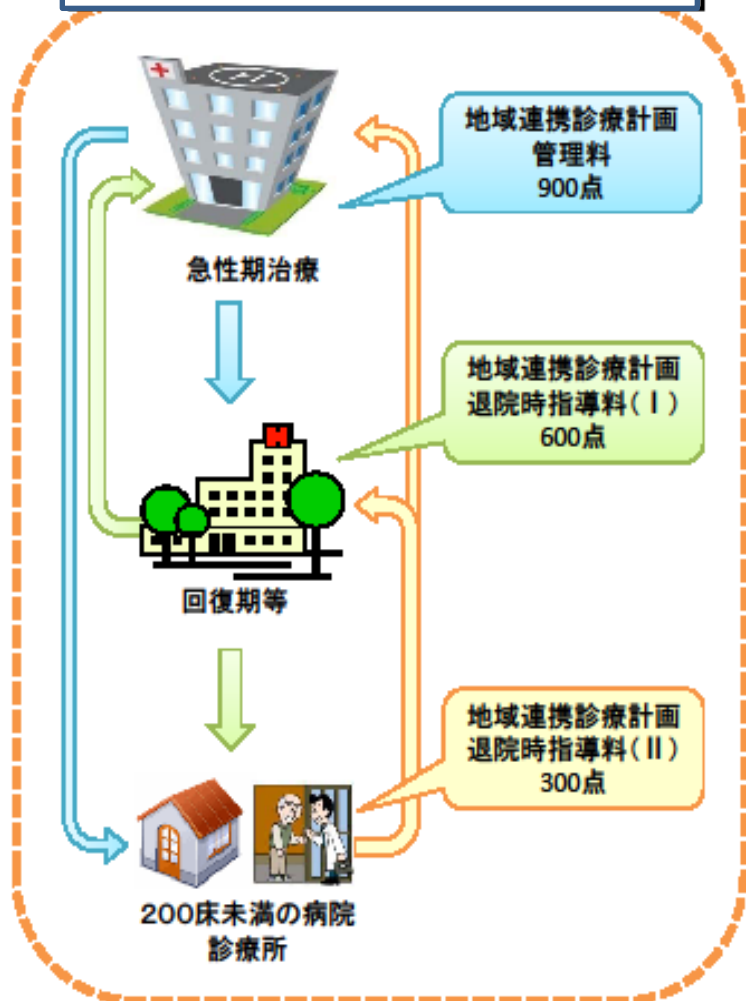 地域連携診療計画
管理料
900点
急性期治療
地域連携診療計画
退院時指導料(Ⅰ)
600点
H
回復期等
地域連携診療計画
退院時指導料(Ⅱ)
300点
200床未満の病院
診療所